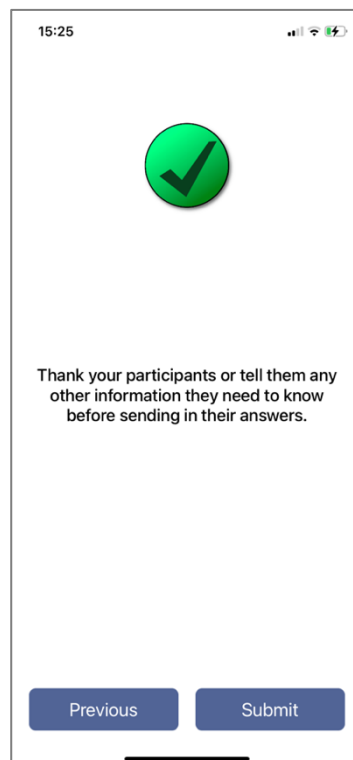 15:25
Thank your participants or tell them any
other information they need to know
before sending in their answers.
Previous
Submit